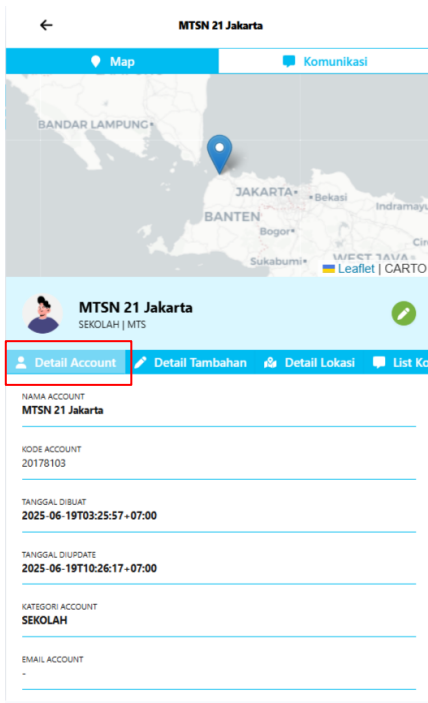 MTSN 21 Jakarta
Map
Komunikasi
BANDAR LAMPUNG
JAKARTA
Bekasi
Indramayu
BANTEN
Bogor
Cir
Sukabumi
WEST JAVA
Leaflet | CARTO
MTSN 21 Jakarta
SEKOLAH | MTS
Detail Account
Detail Tambahan
Detail Lokasi
List Ko
NAMA ACCOUNT
MTSN 21 Jakarta
KODE ACCOUNT
20178103
TANGGAL DIBUAT
2025-06-19T03:25:57+07:00
TANGGAL DIUPDATE
2025-06-19T10:26:17+07:00
KATEGORI ACCOUNT
SEKOLAH
EMAIL ACCOUNT
-